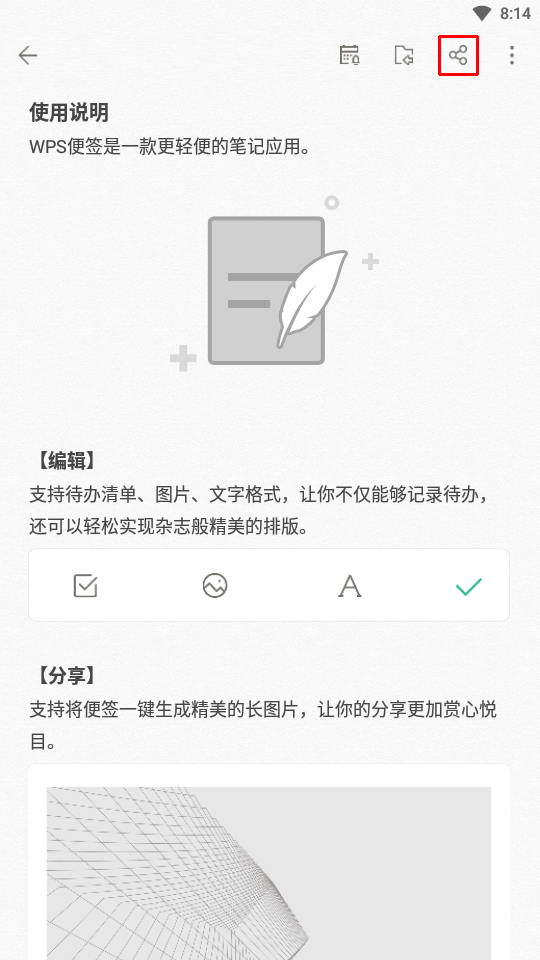 8:14
使用说明
WPS便签是一款更轻便的笔记应用。
【编辑】
支持待办清单、图片、文字格式，让你不仅能够记录待办，
还可以轻松实现杂志般精美的排版。
【分享】
支持将便签一键生成精美的长图片，让你的分享更加赏心悦
目。